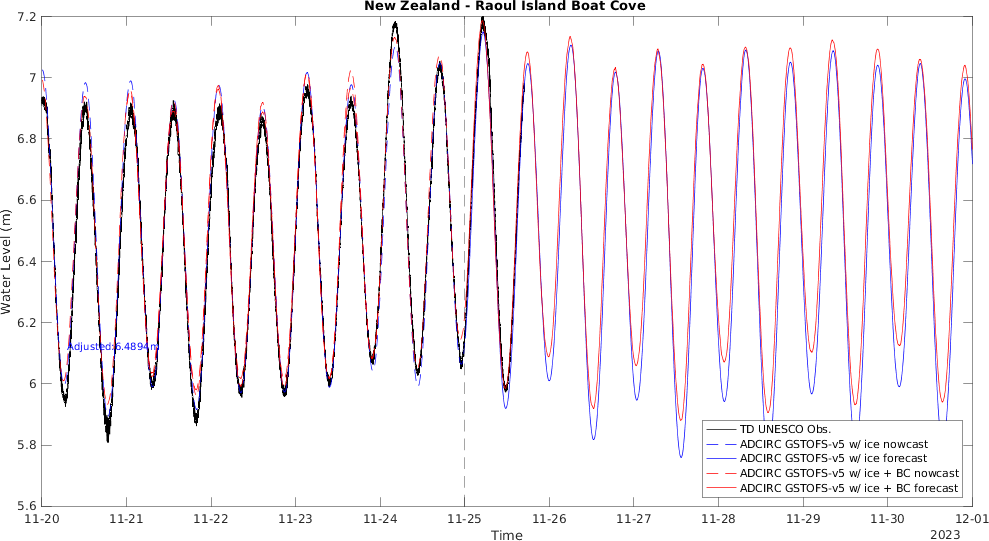 New Zealand - Raoul Island Boat Cove
7.2
7
6.8
6.6
6.4
6.2
6
5.8
5.6
Water Level (m)
Adjusted:6.4894m
TD UNESCO Obs.
ADCIRC GSTOFS-v5 w/ ice nowcast
ADCIRC GSTOFS-v5 w/ ice forecast
ADCIRC GSTOFS-v5 w/ ice + BC nowcast
ADCIRC GSTOFS-v5 w/ ice + BC forecast
11-20 11-21 11-22 11-23 11-24 11-25 11-26 11-27 11-28 11-29 11-30 12-01
Time
2023